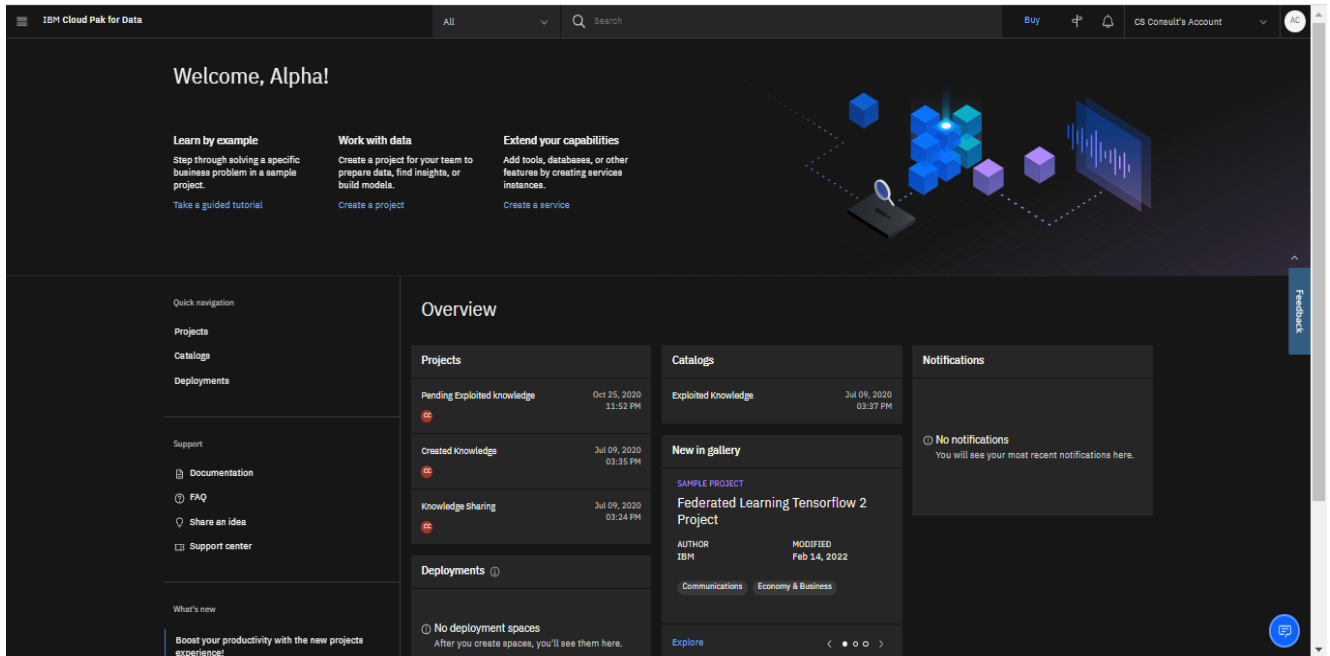 IBM Cloud Pak for Data
All
Search
Buy
CS Consult's Account
AC
Welcome, Alpha!
Learn by example
Step through solving a specific
business problem in a sample
project.
Take a guided tutorial
Work with data
Create a project for your team to
prepare data, find insights, or
build models.
Create a project
Extend your capabilities
Add tools, databases, or other
features by creating services
instances.
Create a service
Feedback
Quick navigation
Projects
Catalogs
Deployments
Support
Documentation
FAQ
Share an idea
Support center
What's new
Boost your productivity with the new projects
experience!
Overview
Projects
Pending Exploited knowledge
Oct 25, 2020
11:52 PM
CC
Created Knowledge
Jul 09, 2020
03:35 PM
CC
Knowledge Sharing
Jul 09, 2020
03:24 PM
CC
Deployments
No deployment spaces
After you create spaces, you'll see them here.
Catalogs
Exploited Knowledge
Jul 09, 2020
03:37 PM
New in gallery
SAMPLE PROJECT
Federated Learning Tensorflow 2
Project
AUTHOR
IBM
MODIFIED
Feb 14, 2022
Communications
Economy & Business
Explore
Notifications
No notifications
You will see your most recent notifications here.